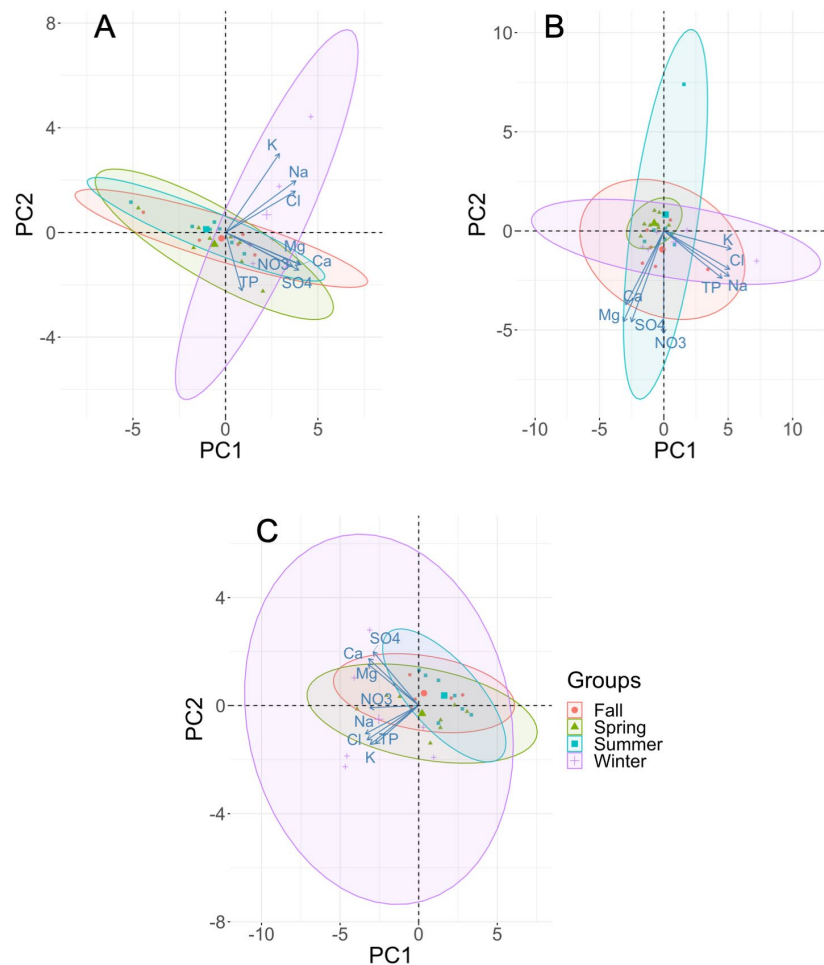 A
8
4
0
-4
PC2
K
Na
Cl
Mg
Ca
NO3
SO4
TP
-5
0
5
PC1
B
10
5
0
-5
PC2
K
Cl
Na
TP
Ca
Mg
SO4
NO3
-10
-5
0
5
10
PC1
C
4
0
-4
-8
PC2
SO4
Ca
Mg
NO3
Na
Cl
TP
K
-10
-5
0
5
PC1
Groups
Fall
Spring
Summer
Winter